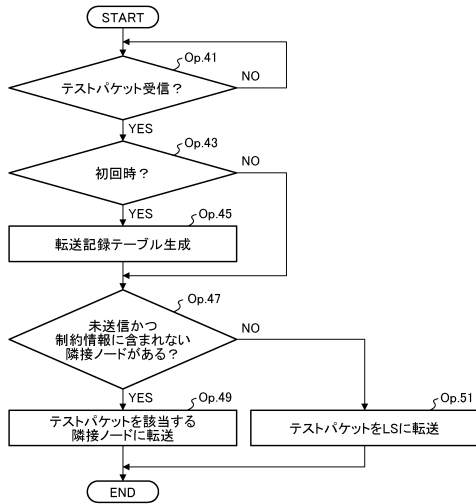 START
Op.41
テストパケット受信？
NO
YES
Op.43
初回時？
NO
YES
Op.45
転送記録テーブル生成
Op.47
未送信かつ
制約情報に含まれない
隣接ノードがある？
NO
YES
Op.49
テストパケットを該当する
隣接ノードに転送
Op.51
テストパケットをLSに転送
END